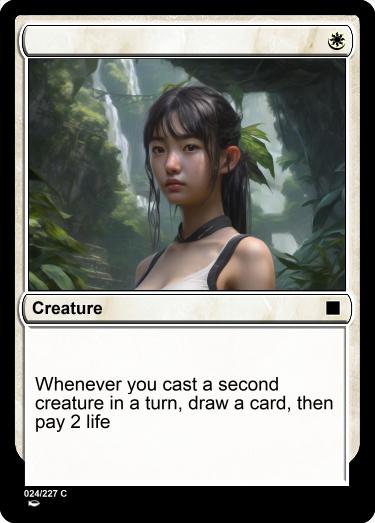 Creature
Whenever you cast a second
creature in a turn, draw a card, then
pay 2 life
024/227 C